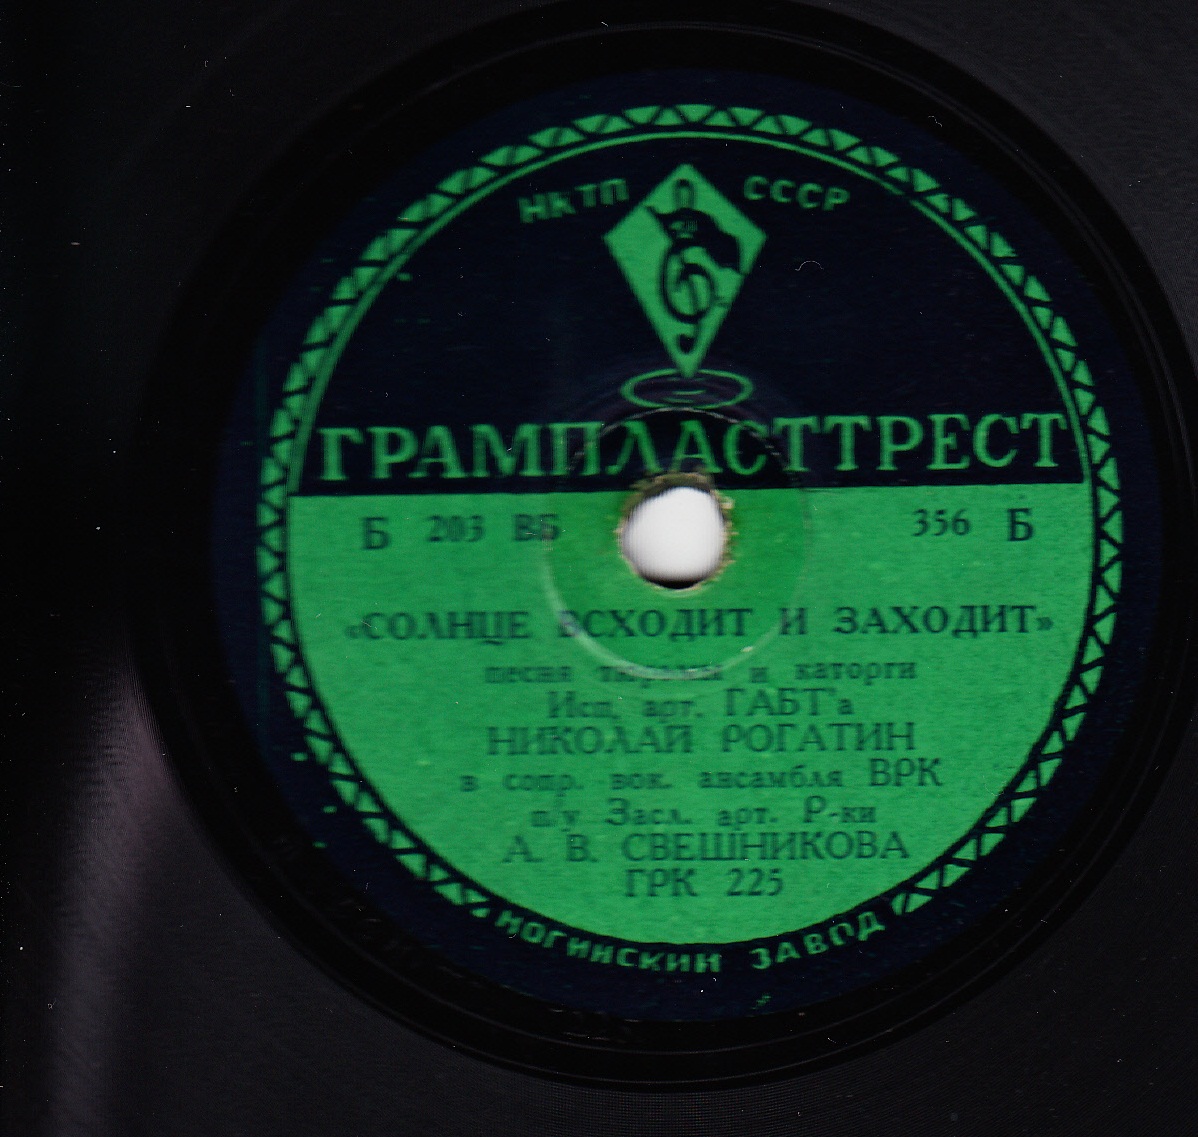 НКТП СССР
ГРАМПЛАСТТРЕСТ
Б 203 ВБ 356 Б
«СОЛНЦЕ ВСХОДИТ И ЗАХОДИТ»
песня тюрьмы и каторги
Исп. арт. ГАБТ'а
НИКОЛАЙ РОГАТИН
в сопр. вок. ансамбля ВРК
п/у Засл. арт. Р-ки
А. В. СВЕШНИКОВА
ГРК 225
НОГИНСКИЙ ЗАВОД